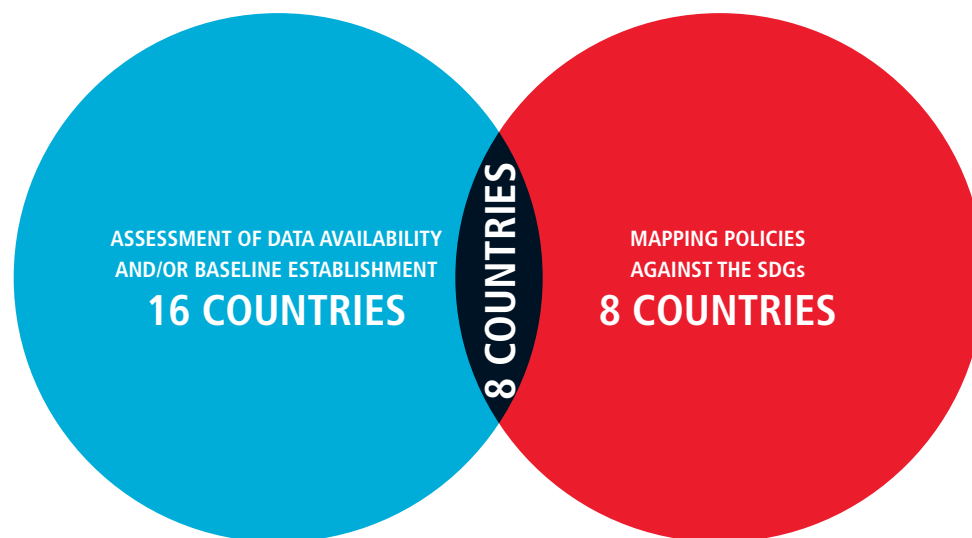 ASSESSMENT OF DATA AVAILABILITY
AND/OR BASELINE ESTABLISHMENT
16 COUNTRIES
8 COUNTRIES
MAPPING POLICIES
AGAINST THE SDGs
8 COUNTRIES